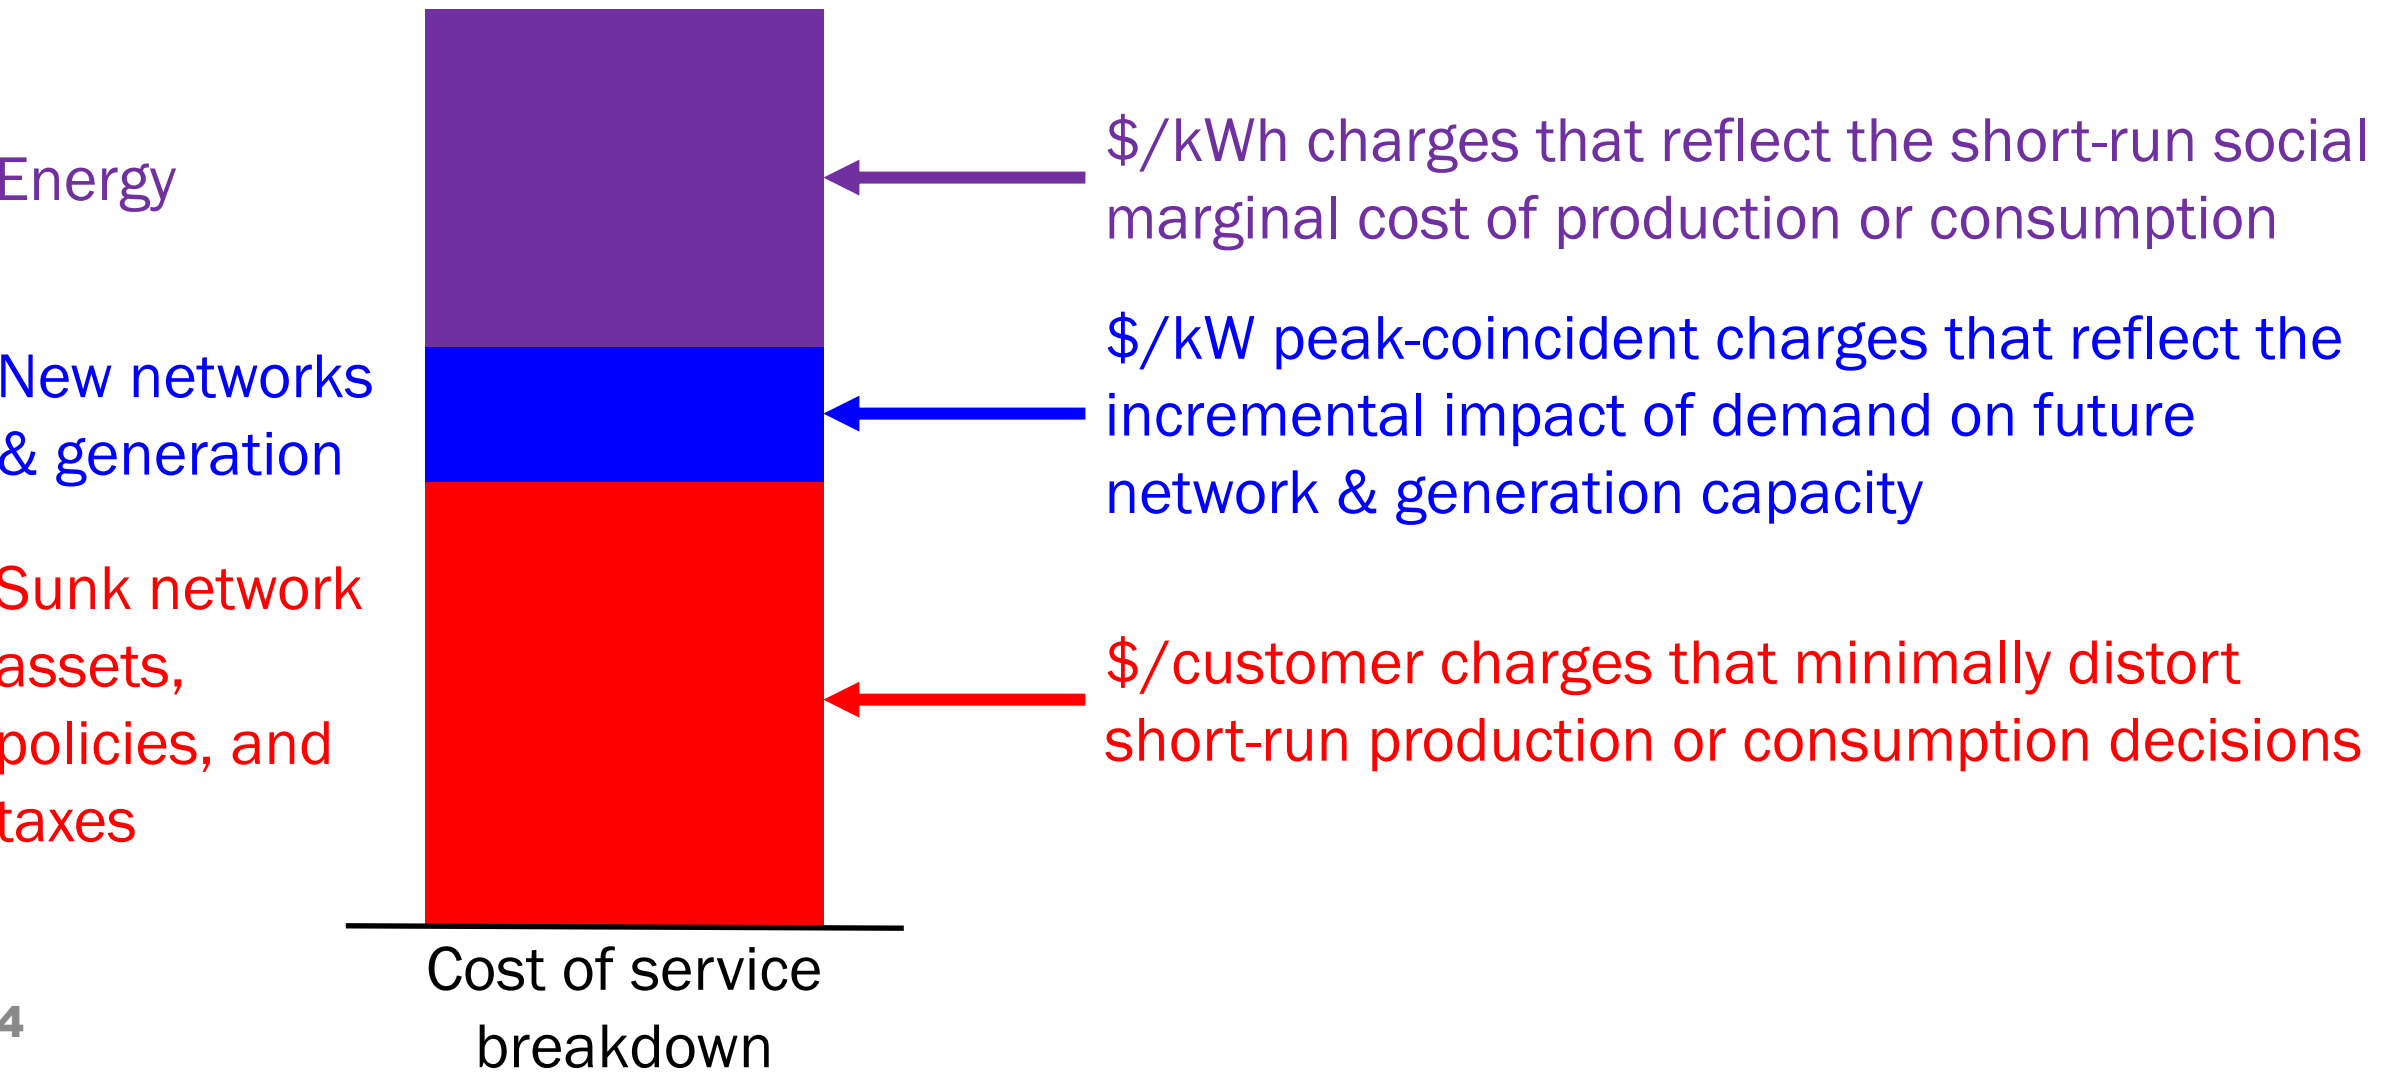 Energy
$/kWh charges that reflect the short-run social
marginal cost of production or consumption
New networks
& generation
$/kW peak-coincident charges that reflect the
incremental impact of demand on future
network & generation capacity
Sunk network
assets,
policies, and
taxes
$/customer charges that minimally distort
short-run production or consumption decisions
Cost of service
breakdown
4